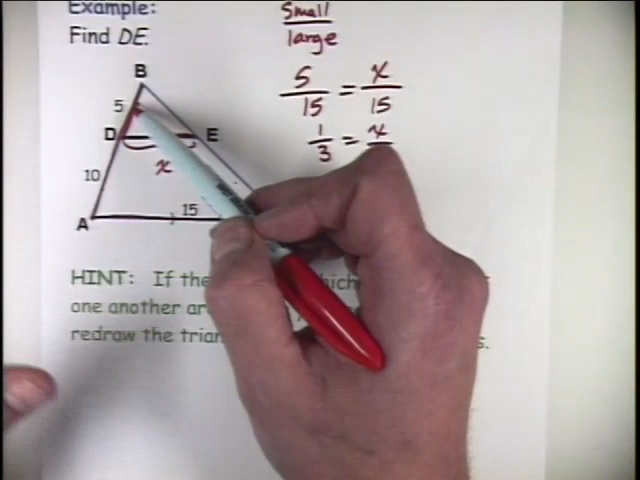 Example:
Find DE.
Small
large
B
5
D
E
x
10
15
A
5/15 = x/15
1/3 = x/
HINT: If the
one another ar
redraw the trian
s.